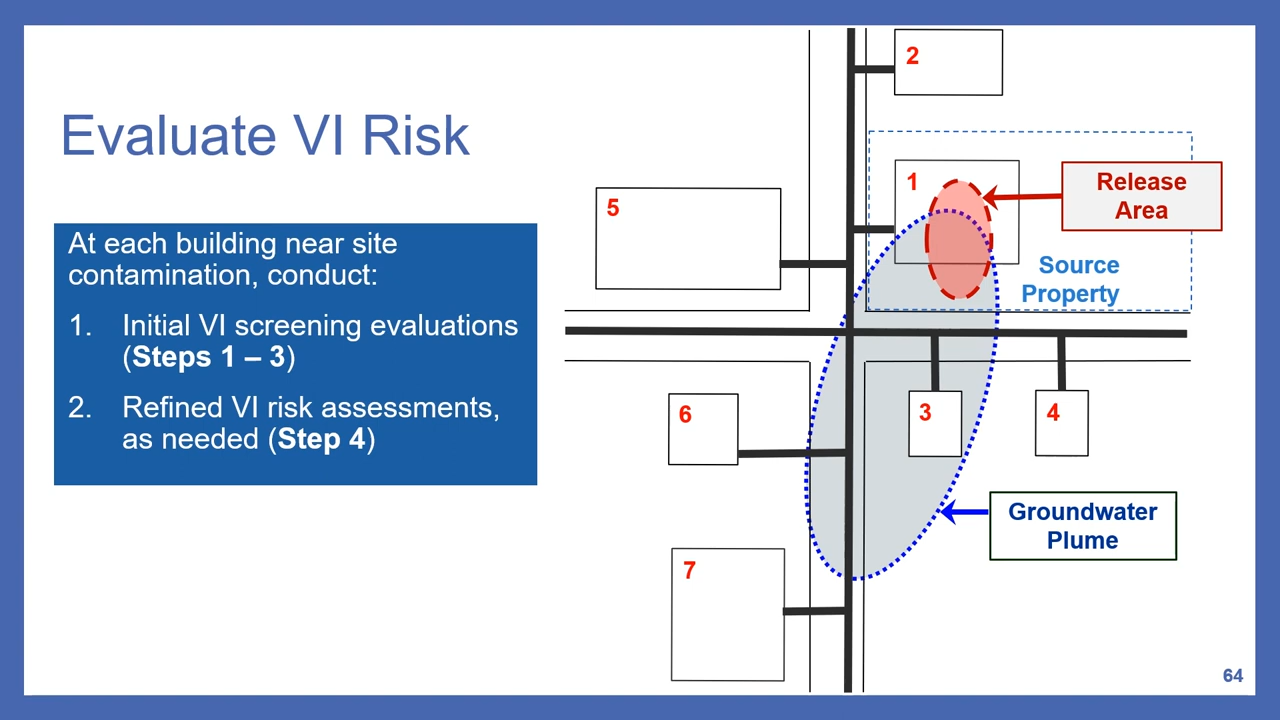 Evaluate VI Risk
At each building near site
contamination, conduct:
1. Initial VI screening evaluations
(Steps 1 – 3)
2. Refined VI risk assessments,
as needed (Step 4)
2
1
Release
Area
5
Source
Property
6
3
4
Groundwater
Plume
7
64